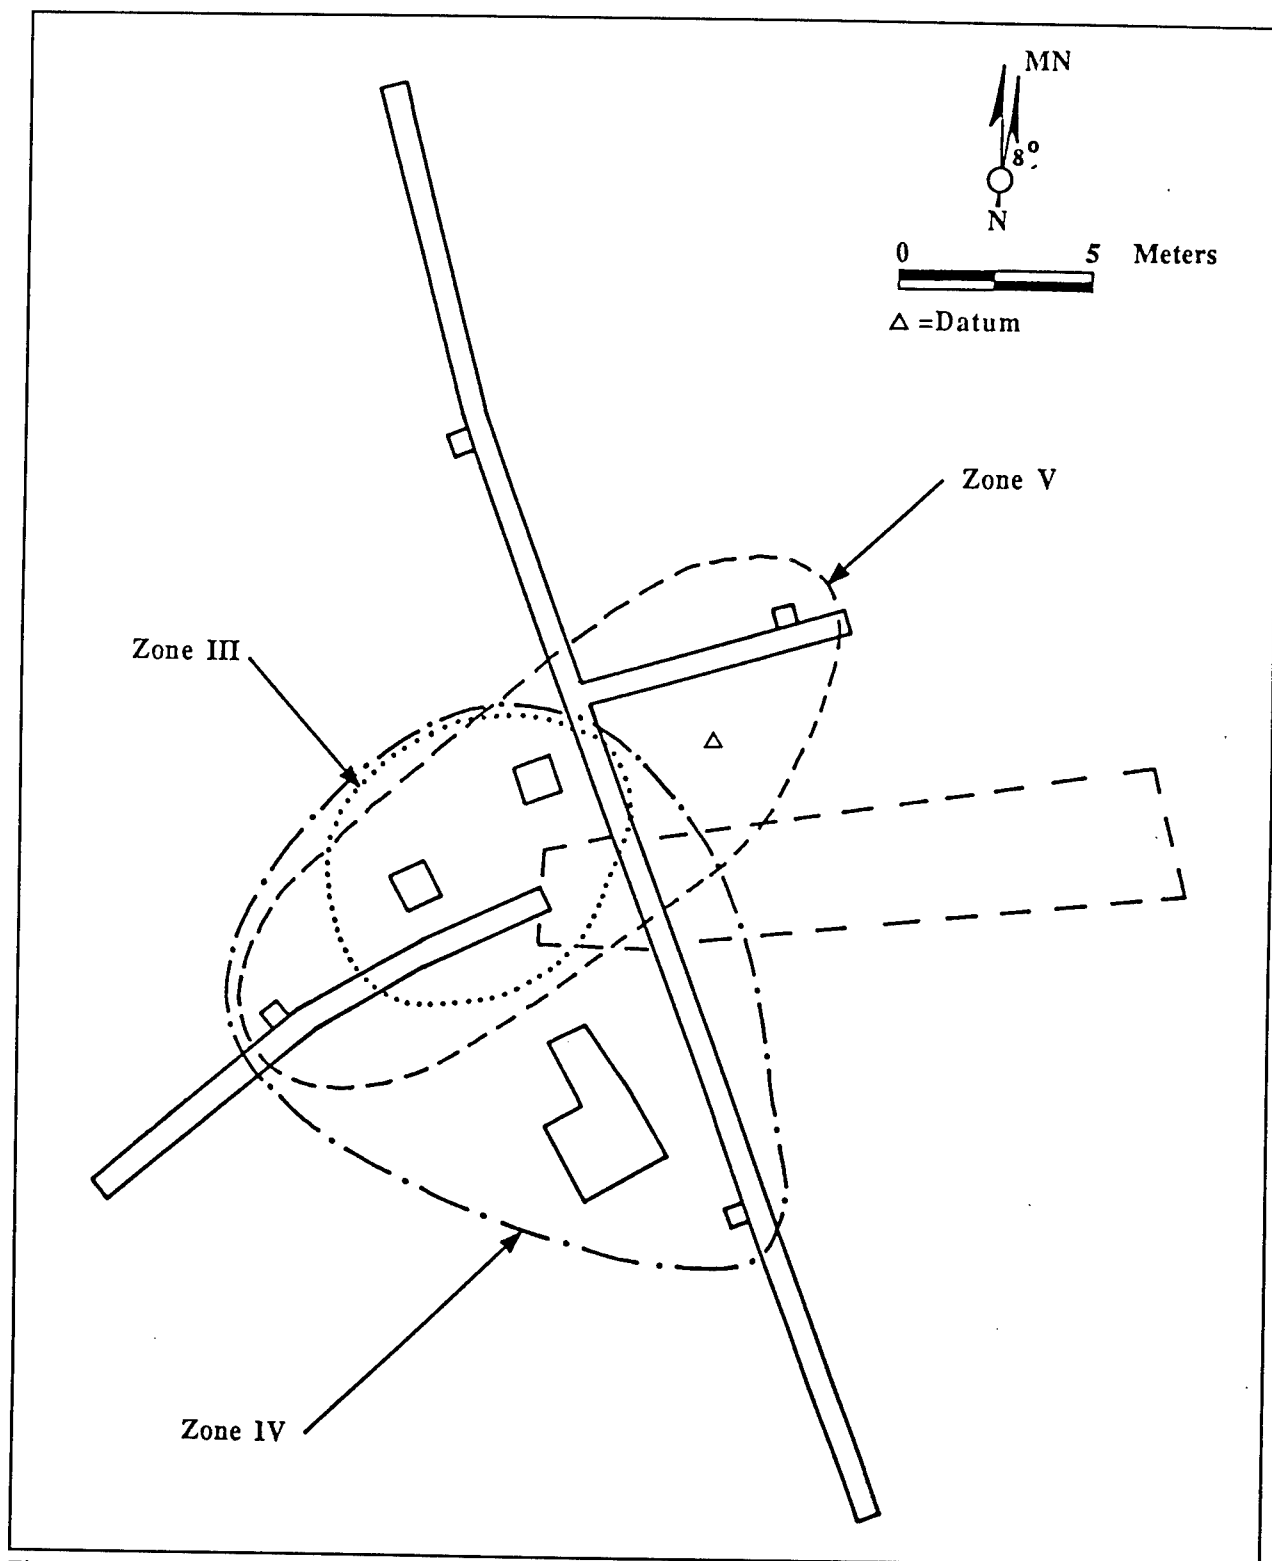 MN
8°
N
0 5 Meters
△ =Datum
Zone V
Zone III
Zone IV